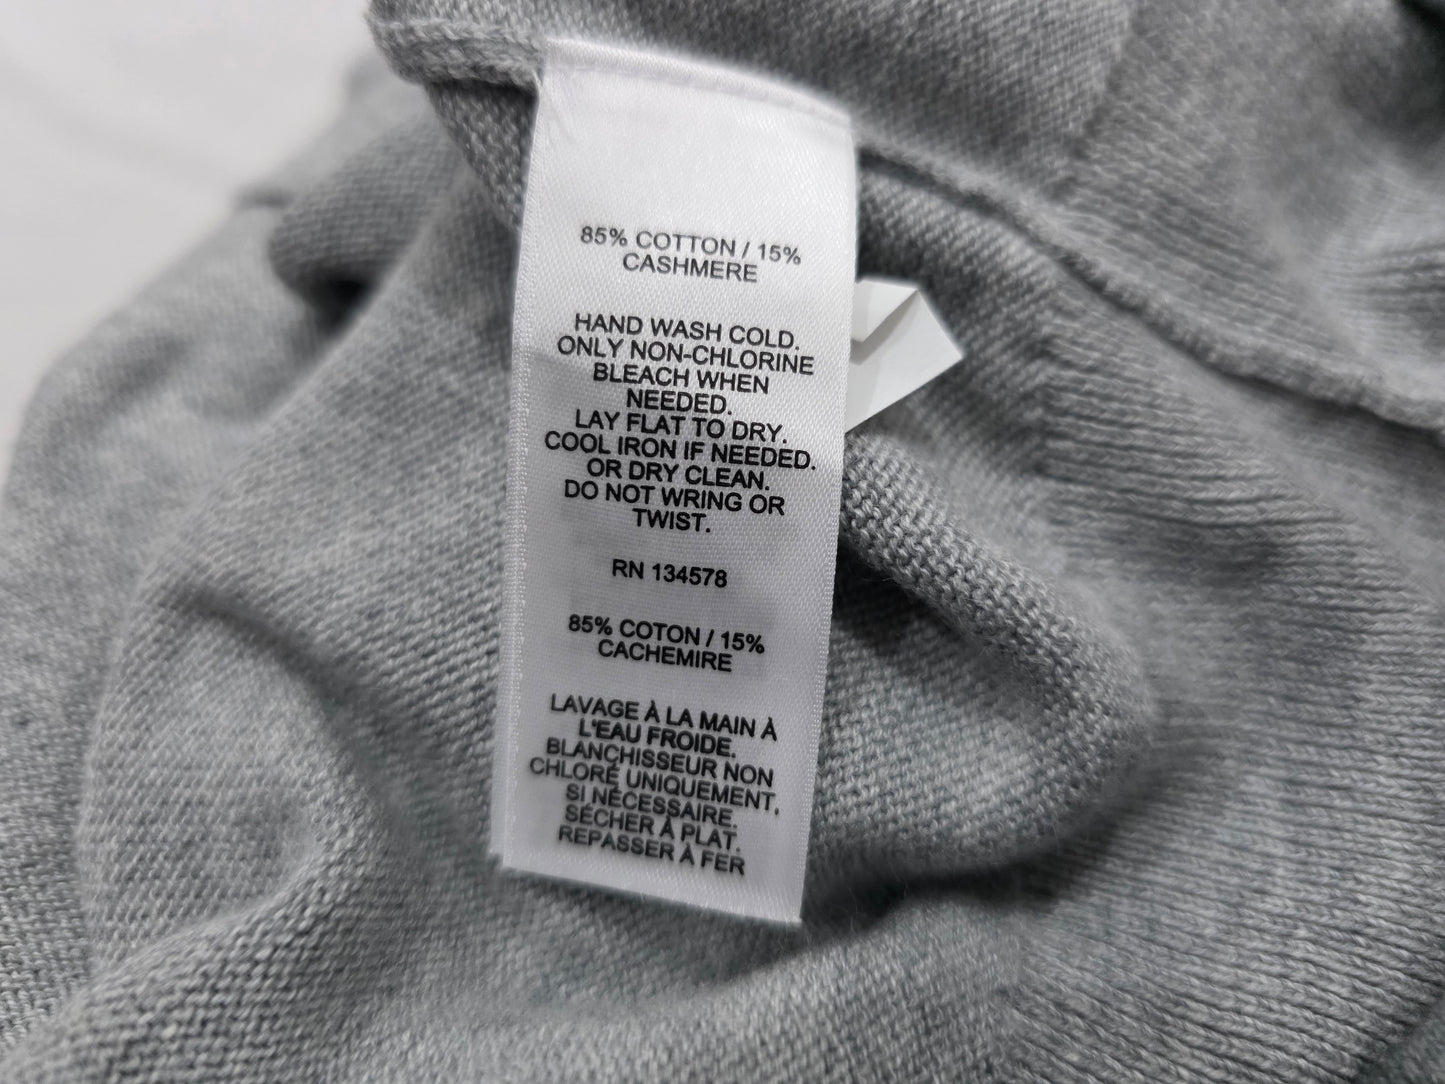 85% COTTON / 15%
CASHMERE
HAND WASH COLD.
ONLY NON-CHLORINE
BLEACH WHEN
NEEDED.
LAY FLAT TO DRY.
COOL IRON IF NEEDED.
OR DRY CLEAN.
DO NOT WRING OR
TWIST.
RN 134578
85% COTON / 15%
CACHEMIRE
LAVAGE À LA MAIN À
L'EAU FROIDE.
BLANCHISSEUR NON
CHLORÉ UNIQUEMENT,
SI NÉCESSAIRE.
SÉCHER À PLAT.
REPASSER À FER